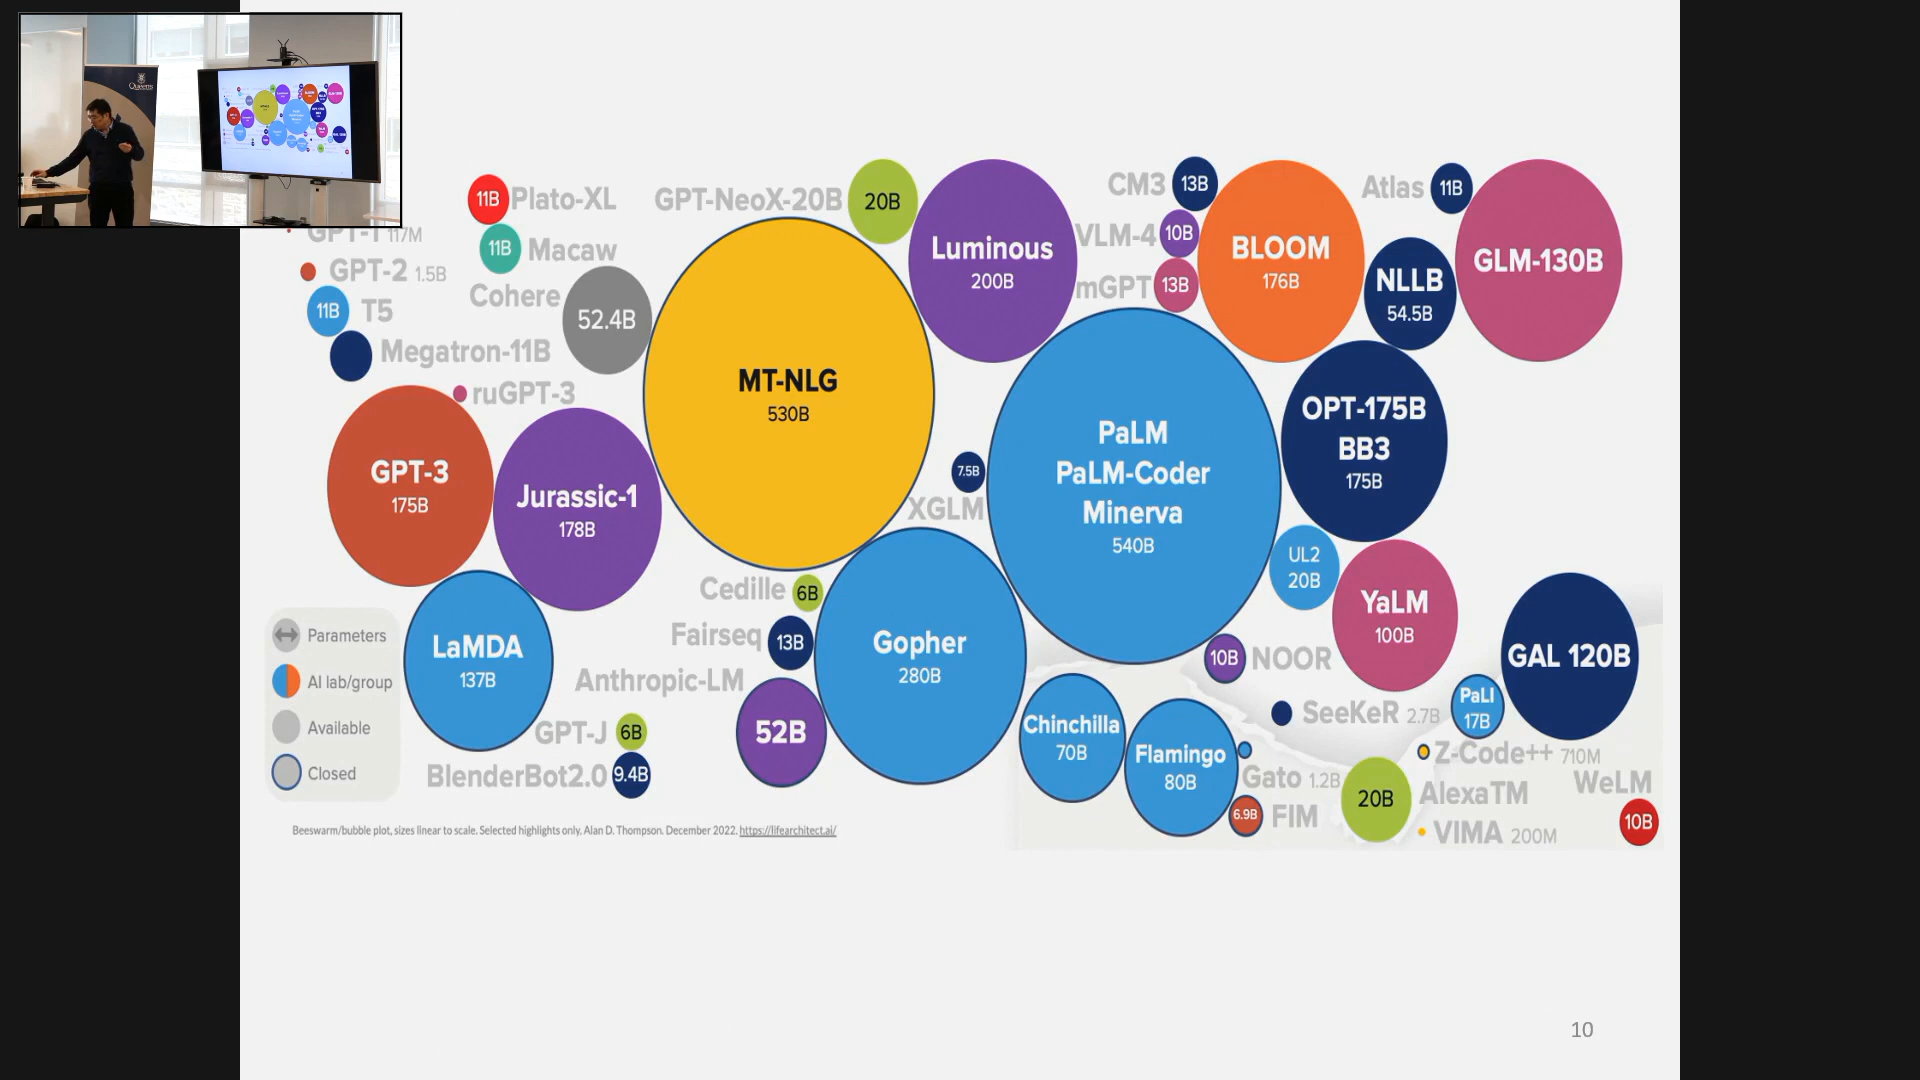 Queen's
11B Plato-XL
GPT-NeoX-20B 20B
Luminous
200B
CM3 13B
VLM-4 10B
mGPT 13B
BLOOM
176B
Atlas 11B
GLM-130B
NLLB
54.5B
GPT-1 117M
GPT-2 1.5B
11B T5
Megatron-11B
ruGPT-3
11B Macaw
Cohere
52.4B
MT-NLG
530B
GPT-3
175B
Jurassic-1
178B
7.5B
XGLM
PaLM
PaLM-Coder
Minerva
540B
OPT-175B
BB3
175B
UL2
20B
YaLM
100B
GAL 120B
LaMDA
137B
Cedille 6B
Fairseq 13B
Anthropic-LM
52B
Gopher
280B
10B NOOR
SeeKeR 2.7B
PaLI
17B
GPT-J 6B
BlenderBot2.0 9.4B
Chinchilla
70B
Flamingo
80B
Gato 1.2B
6.9B FIM
20B
Z-Code++ 710M
AlexaTM
VIMA 200M
WeLM
10B
Parameters
AI lab/group
Available
Closed
Beeswarm/bubble plot, sizes linear to scale. Selected highlights only. Alan D. Thompson. December 2022. https://lifearchitect.ai/
10